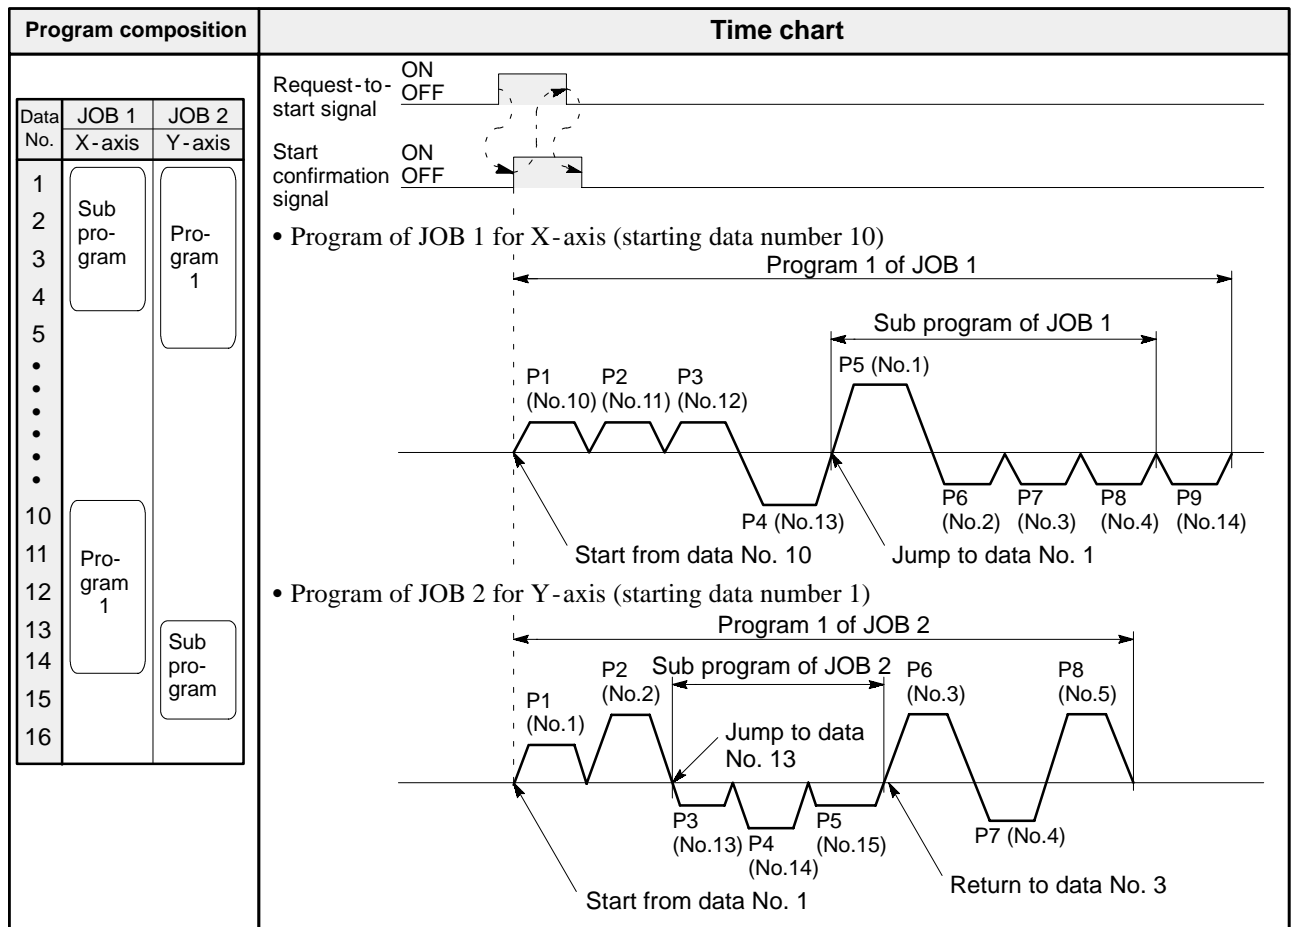 Program composition
Time chart
Data No.
JOB 1
JOB 2
X-axis
Y-axis
1
2
3
4
5
10
11
12
13
14
15
16
Sub
pro-
gram
Pro-
gram
1
Pro-
gram
1
Sub
pro-
gram
Request-to-
start signal
ON
OFF
Start
confirmation
signal
ON
OFF
• Program of JOB 1 for X-axis (starting data number 10)
Program 1 of JOB 1
Sub program of JOB 1
P5 (No.1)
P1
(No.10)
P2
(No.11)
P3
(No.12)
P4 (No.13)
P6
(No.2)
P7
(No.3)
P8
(No.4)
P9
(No.14)
Start from data No. 10
Jump to data No. 1
• Program of JOB 2 for Y-axis (starting data number 1)
Program 1 of JOB 2
Sub program of JOB 2
P1
(No.1)
P2
(No.2)
P6
(No.3)
P8
(No.5)
Jump to data
No. 13
P3
(No.13)
P4
(No.14)
P5
(No.15)
P7 (No.4)
Return to data No. 3
Start from data No. 1